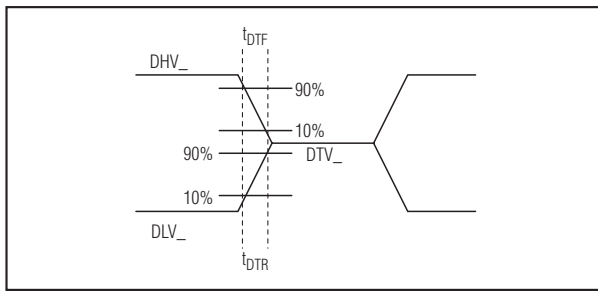 tDTF
DHV_
90%
10%
90%
DTV_
10%
DLV_
tDTR